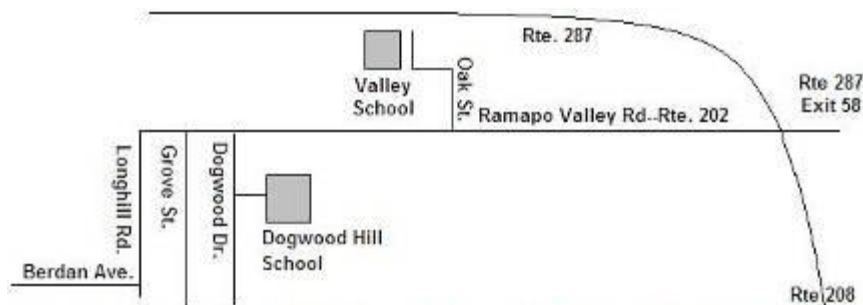 Rte. 287
Valley
School
Oak St.
Rte 287
Exit 58
Ramapo Valley Rd--Rte. 202
Longhill Rd.
Grove St.
Dogwood Dr.
Dogwood Hill
School
Berdan Ave.
Rte 208